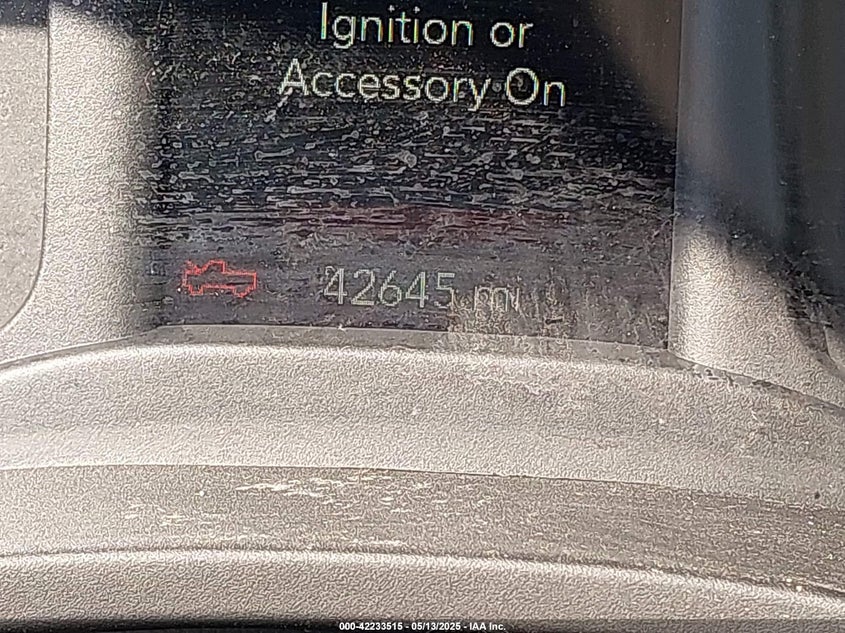 Ignition or
Accessory On
42645 mi
000-42233515 - 05/13/2025 - IAA Inc.